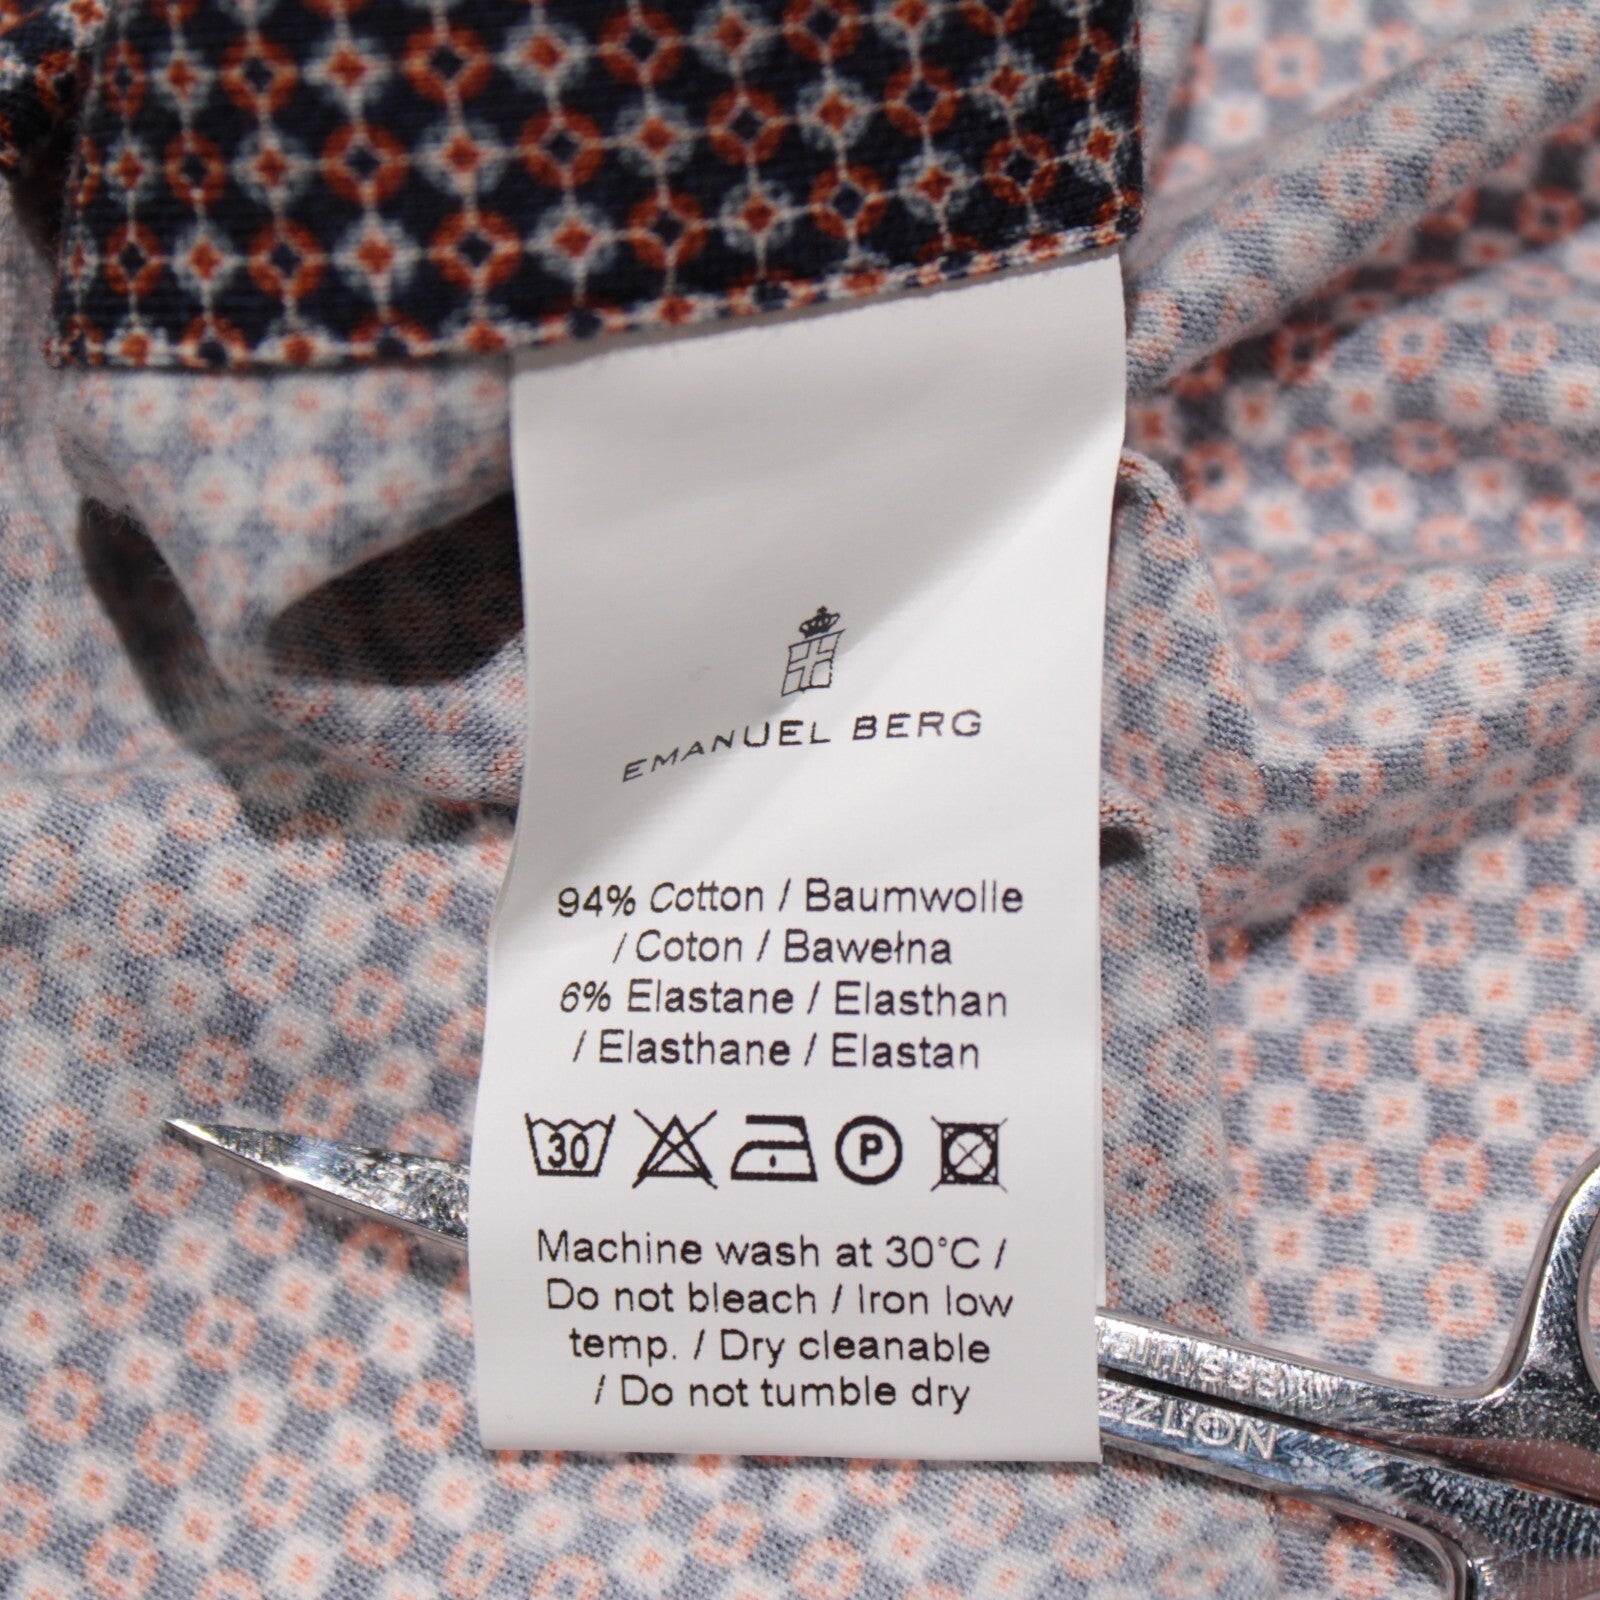 EMANUEL BERG
94% Cotton / Baumwolle
/ Coton / Bawełna
6% Elastane / Elasthan
/ Elasthane / Elastan
30 P
Machine wash at 30°C /
Do not bleach / Iron low
temp. / Dry cleanable
/ Do not tumble dry
NOTZZ